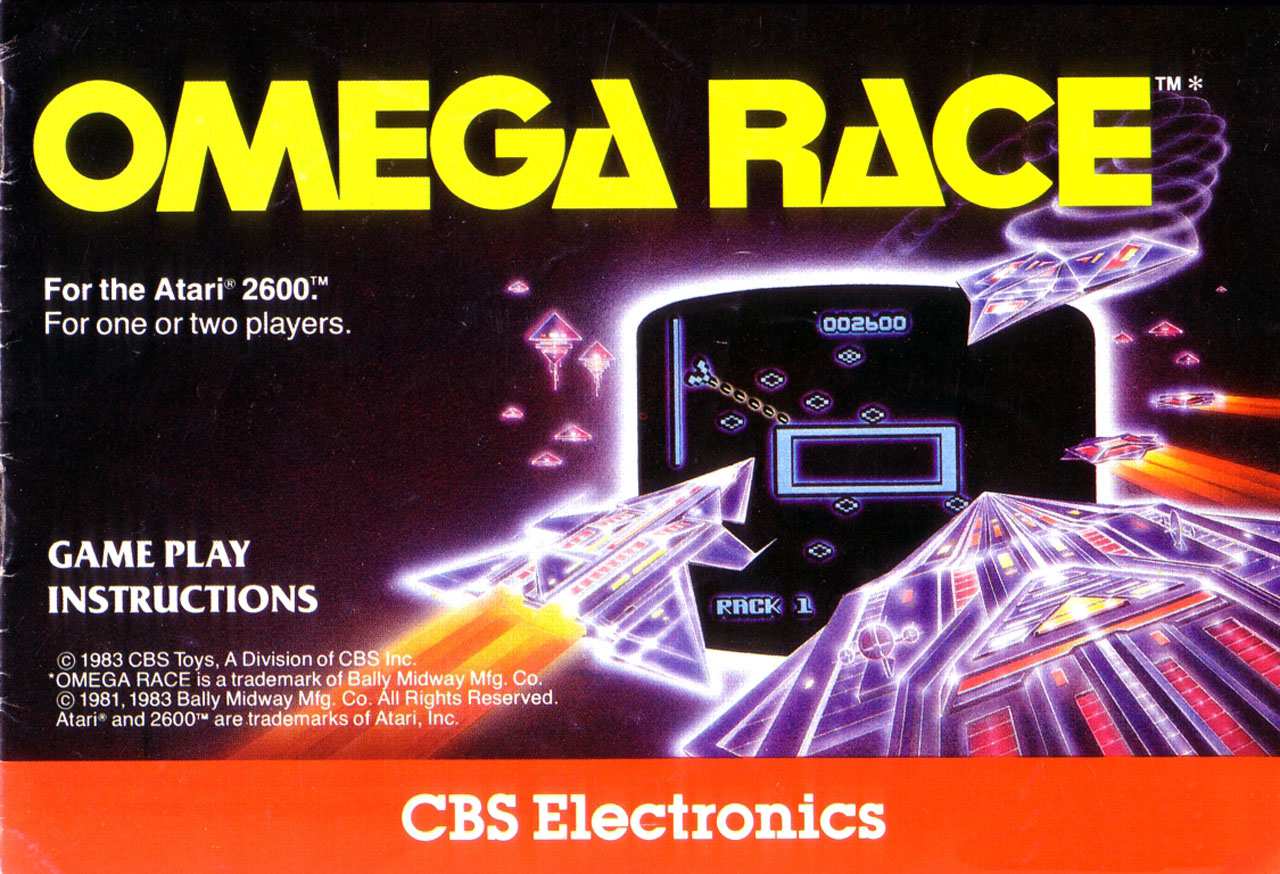 OMEGA RACE™*
For the Atari® 2600.™
For one or two players.
002600
GAME PLAY
INSTRUCTIONS
RACK 1
© 1983 CBS Toys, A Division of CBS Inc.
*OMEGA RACE is a trademark of Bally Midway Mfg. Co.
© 1981, 1983 Bally Midway Mfg. Co. All Rights Reserved.
Atari® and 2600™ are trademarks of Atari, Inc.
CBS Electronics